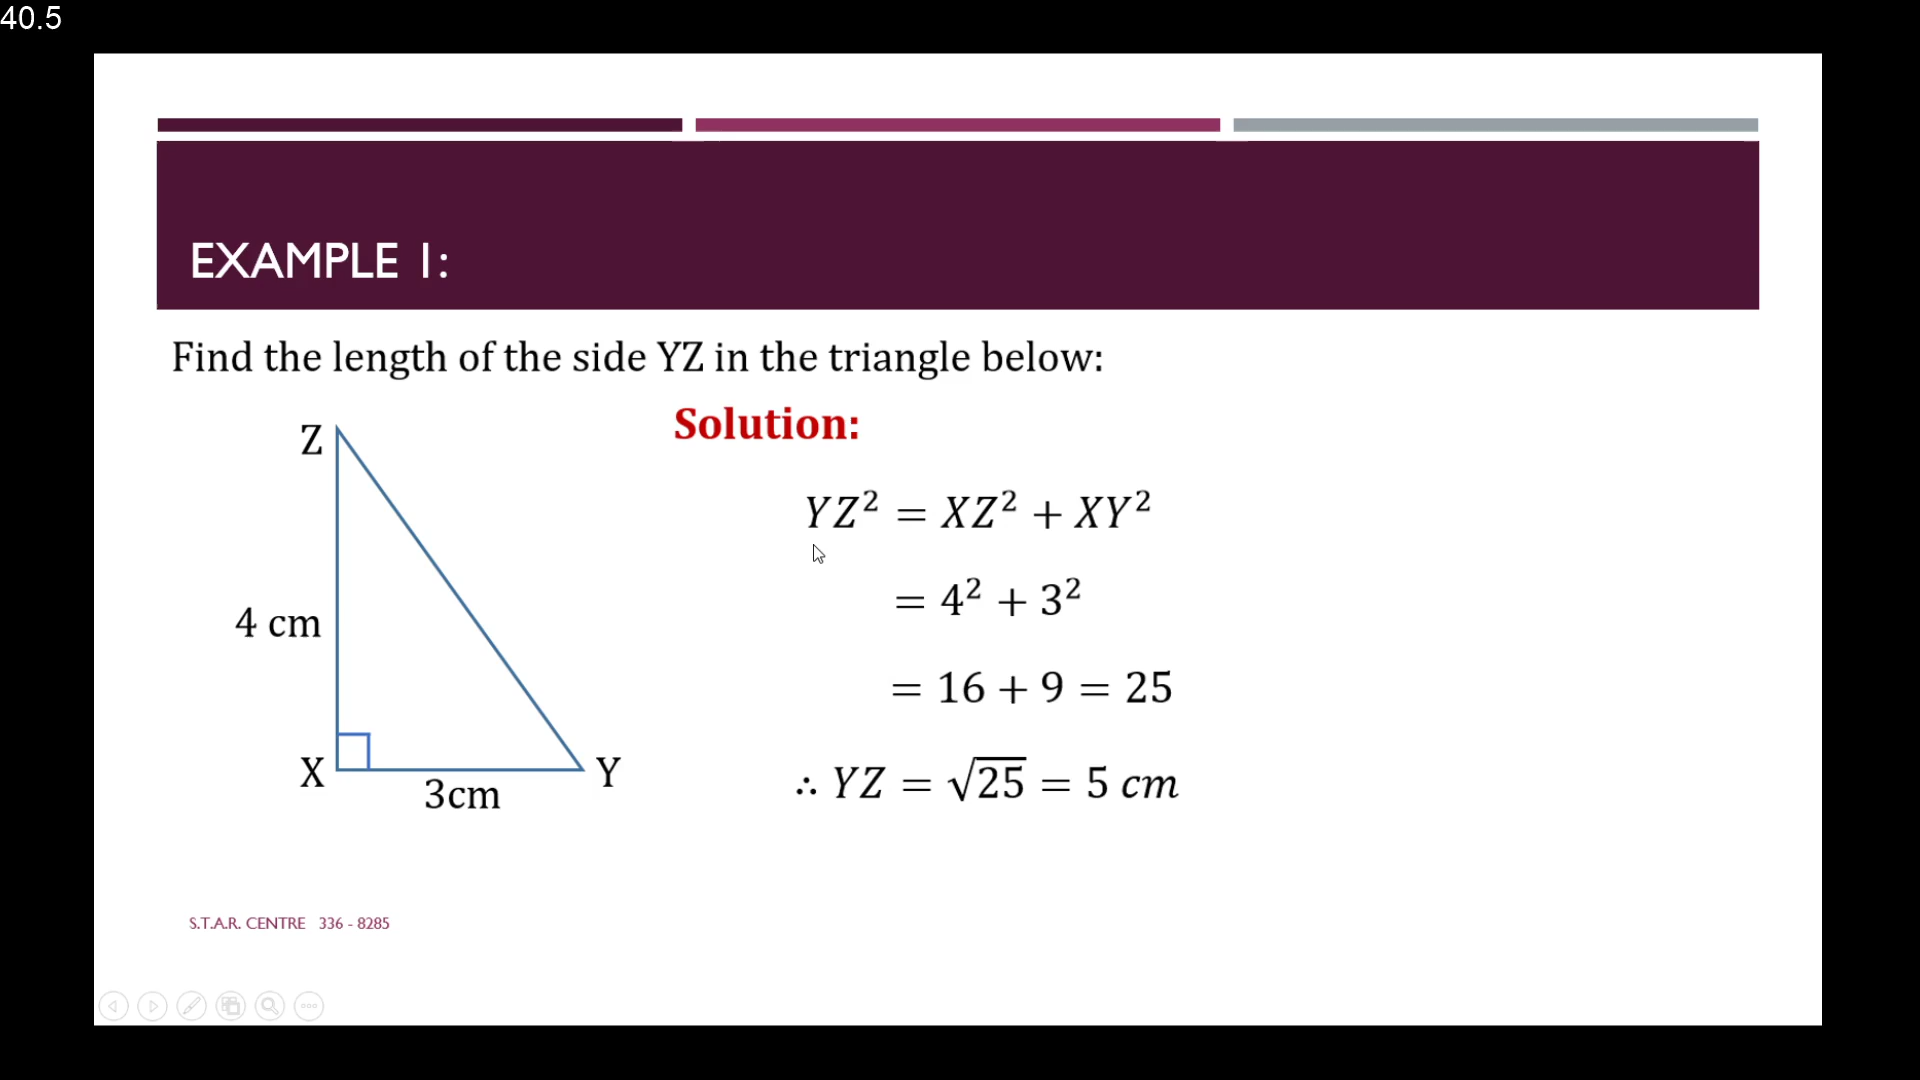 40.5
EXAMPLE 1:
Find the length of the side YZ in the triangle below:
Solution:
Z
YZ² = XZ² + XY²
= 4² + 3²
4 cm
= 16 + 9 = 25
X
Y
3cm
∴ YZ = √25 = 5 cm
S.T.A.R. CENTRE 336 - 8285